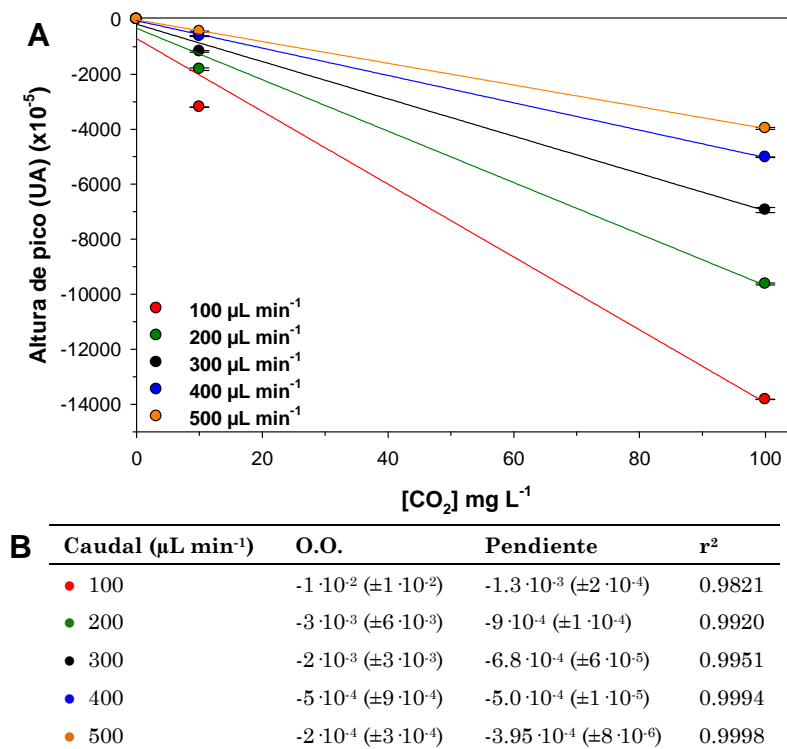 A
Altura de pico (UA) (x10⁻⁵)
0
-2000
-4000
-6000
-8000
-10000
-12000
-14000
100 µL min⁻¹
200 µL min⁻¹
300 µL min⁻¹
400 µL min⁻¹
500 µL min⁻¹
0 20 40 60 80 100
[CO₂] mg L⁻¹
B
Caudal (µL min⁻¹) O.O. Pendiente r²
100 -1·10⁻² (±1·10⁻²) -1.3·10⁻³ (±2·10⁻⁴) 0.9821
200 -3·10⁻³ (±6·10⁻³) -9·10⁻⁴ (±1·10⁻⁴) 0.9920
300 -2·10⁻³ (±3·10⁻³) -6.8·10⁻⁴ (±6·10⁻⁵) 0.9951
400 -5·10⁻⁴ (±9·10⁻⁴) -5.0·10⁻⁴ (±1·10⁻⁵) 0.9994
500 -2·10⁻⁴ (±3·10⁻⁴) -3.95·10⁻⁴ (±8·10⁻⁶) 0.9998